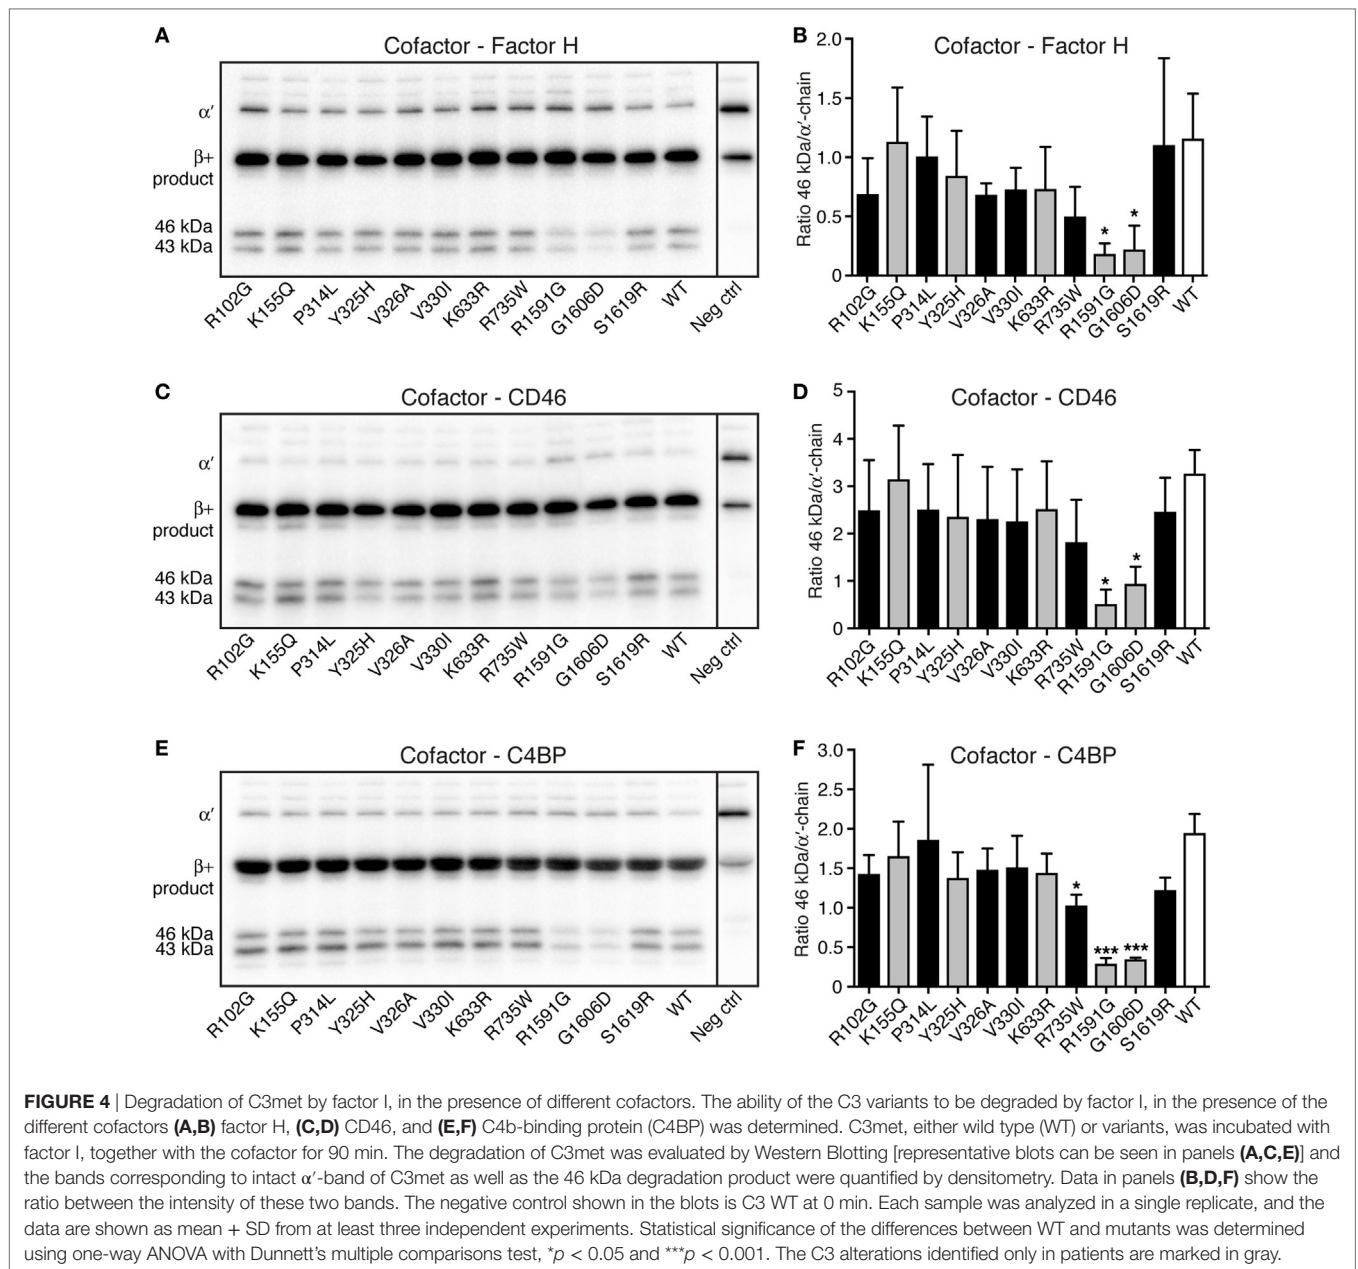 A
Cofactor - Factor H
α′
β+
product
46 kDa
43 kDa
R102G K155Q P314L Y325H V326A V330I K633R R735W R1591G G1606D S1619R WT Neg ctrl
B
Cofactor - Factor H
Ratio 46 kDa/α′-chain
2.0
1.5
1.0
0.5
0
* *
R102G K155Q P314L Y325H V326A V330I K633R R735W R1591G G1606D S1619R WT
C
Cofactor - CD46
α′
β+
product
46 kDa
43 kDa
R102G K155Q P314L Y325H V326A V330I K633R R735W R1591G G1606D S1619R WT Neg ctrl
D
Cofactor - CD46
Ratio 46 kDa/α′-chain
5
4
3
2
1
0
* *
R102G K155Q P314L Y325H V326A V330I K633R R735W R1591G G1606D S1619R WT
E
Cofactor - C4BP
α′
β+
product
46 kDa
43 kDa
R102G K155Q P314L Y325H V326A V330I K633R R735W R1591G G1606D S1619R WT Neg ctrl
F
Cofactor - C4BP
Ratio 46 kDa/α′-chain
3.0
2.5
2.0
1.5
1.0
0.5
0
* *** ***
R102G K155Q P314L Y325H V326A V330I K633R R735W R1591G G1606D S1619R WT
FIGURE 4 | Degradation of C3met by factor I, in the presence of different cofactors. The ability of the C3 variants to be degraded by factor I, in the presence of the
different cofactors (A,B) factor H, (C,D) CD46, and (E,F) C4b-binding protein (C4BP) was determined. C3met, either wild type (WT) or variants, was incubated with
factor I, together with the cofactor for 90 min. The degradation of C3met was evaluated by Western Blotting [representative blots can be seen in panels (A,C,E)] and
the bands corresponding to intact α′-band of C3met as well as the 46 kDa degradation product were quantified by densitometry. Data in panels (B,D,F) show the
ratio between the intensity of these two bands. The negative control shown in the blots is C3 WT at 0 min. Each sample was analyzed in a single replicate, and the
data are shown as mean + SD from at least three independent experiments. Statistical significance of the differences between WT and mutants was determined
using one-way ANOVA with Dunnett's multiple comparisons test, *p < 0.05 and ***p < 0.001. The C3 alterations identified only in patients are marked in gray.